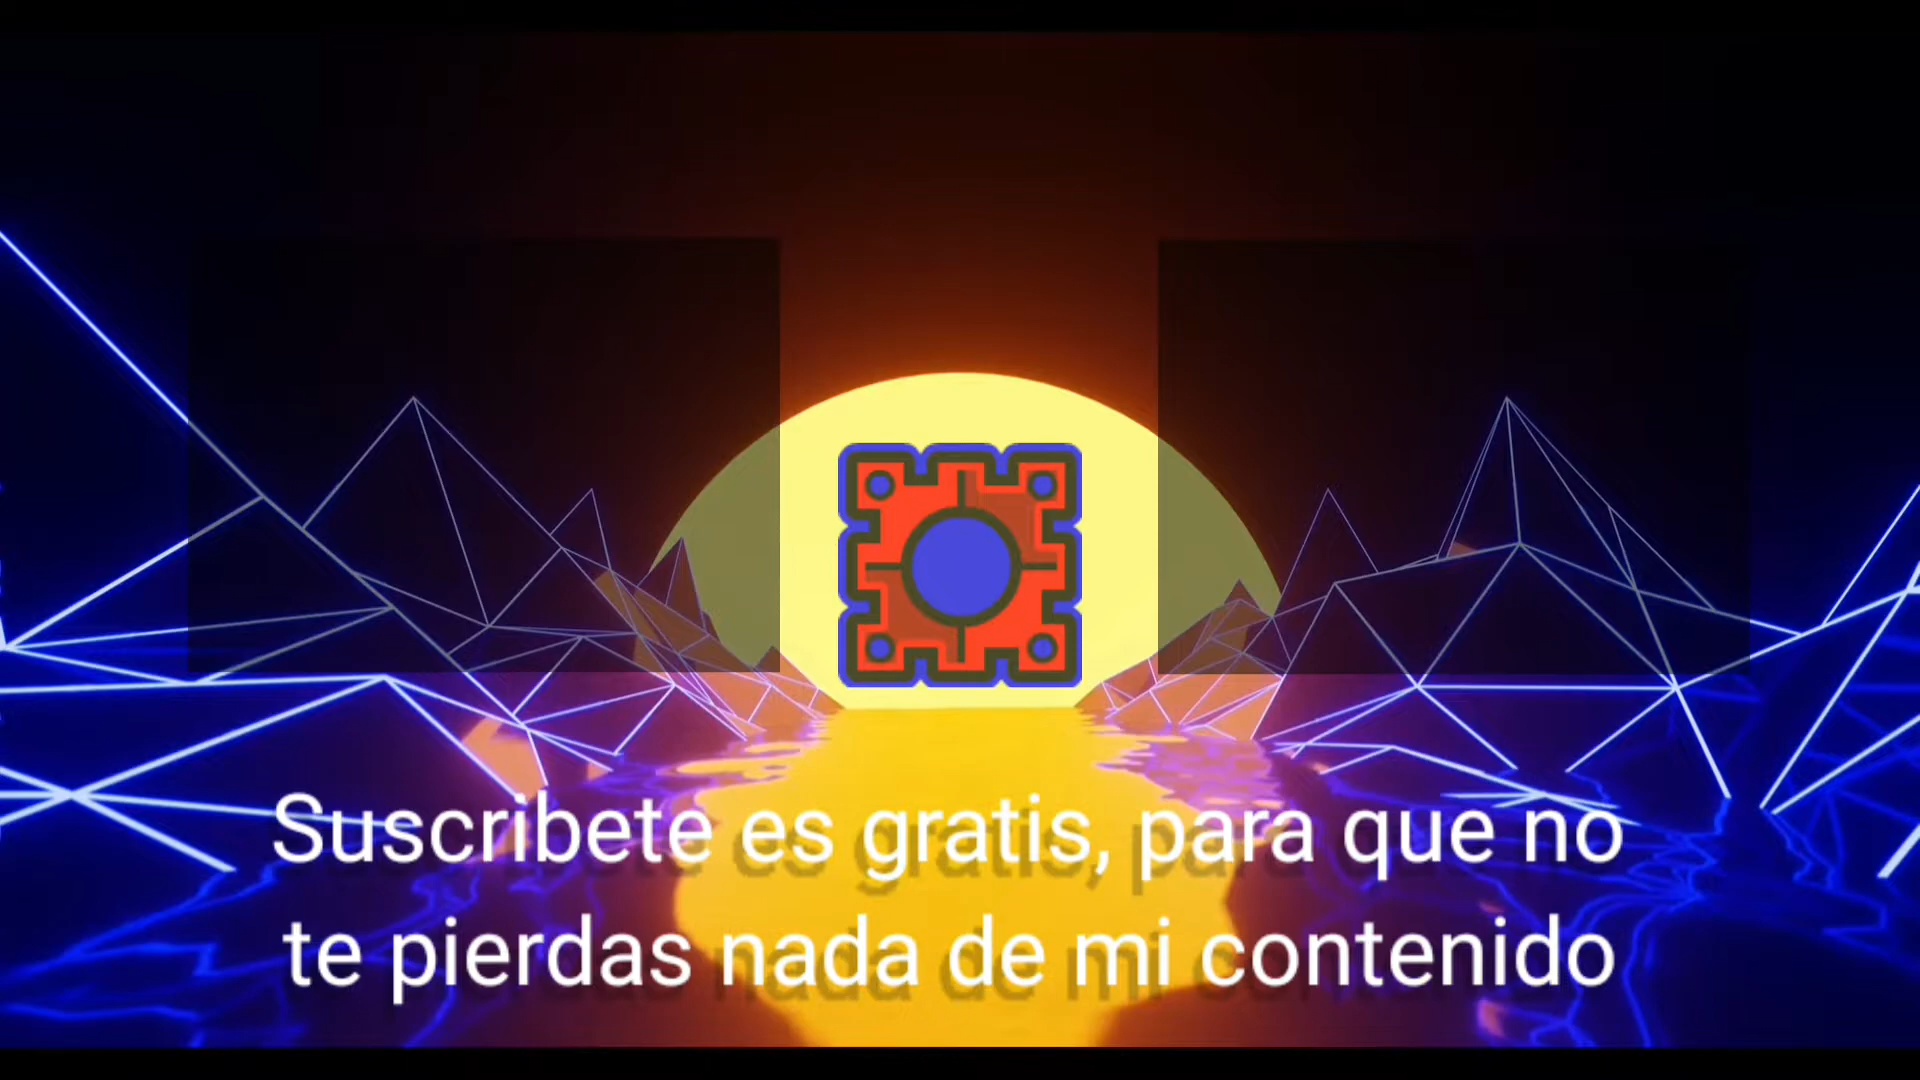 Suscribete es gratis, para que no
te pierdas nada de mi contenido